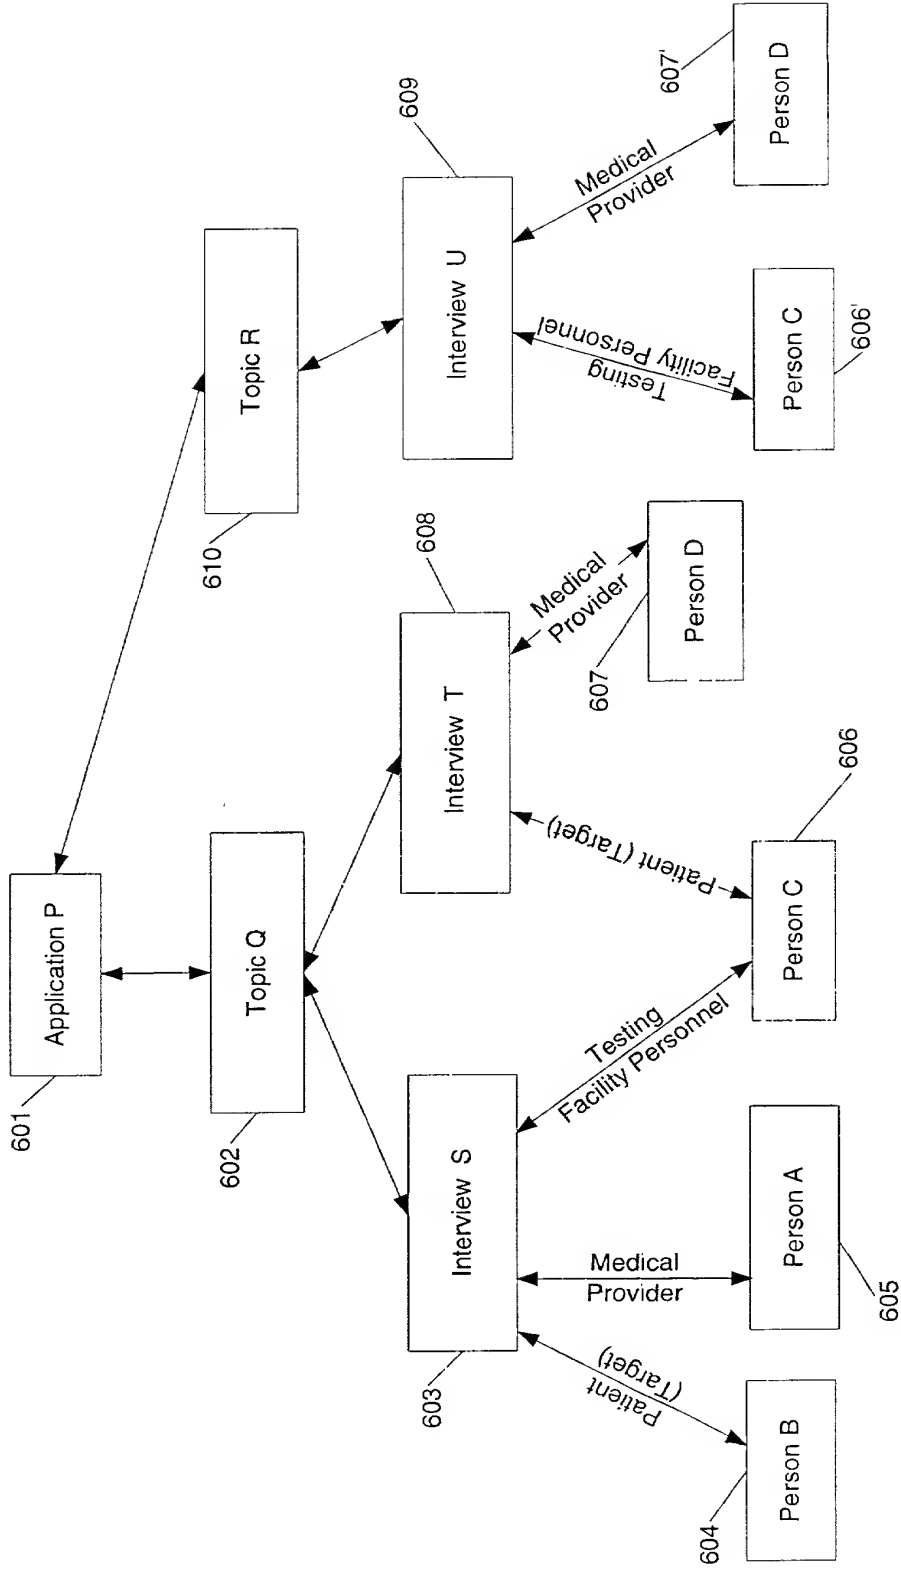 601
Application P
602
Topic Q
610
Topic R
603
Interview S
608
Interview T
609
Interview U
Patient
(Target)
Medical
Provider
Testing
Facility Personnel
Patient (Target)
Medical
Provider
Testing
Facility Personnel
Medical
Provider
604
Person B
605
Person A
606
Person C
607
Person D
606'
Person C
607'
Person D